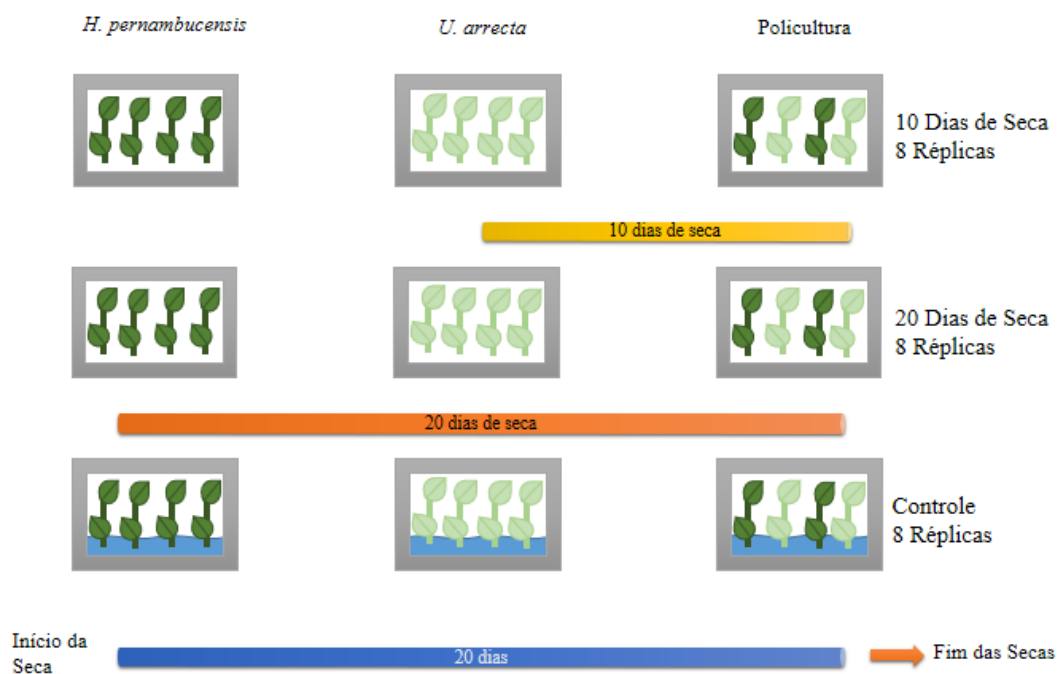 H. pernambucensis
U. arrecta
Policultura
10 Dias de Seca
8 Réplicas
10 dias de seca
20 Dias de Seca
8 Réplicas
20 dias de seca
Controle
8 Réplicas
Início da
Seca
20 dias
Fim das Secas